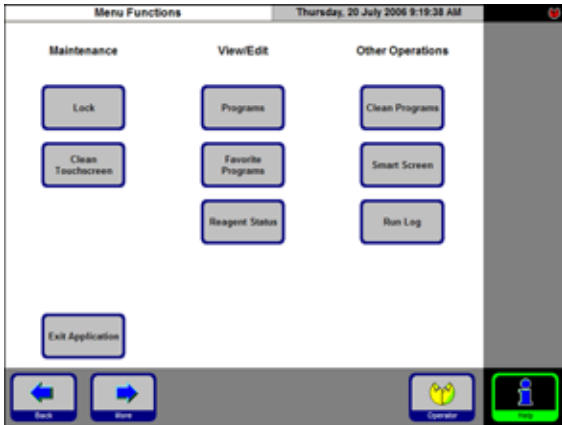 Menu Functions
Thursday, 20 July 2006 9:19:38 AM
Maintenance
View/Edit
Other Operations
Lock
Programs
Clean Programs
Clean
Touchscreen
Favorite
Programs
Smart Screen
Reagent Status
Run Log
Exit Application
Back
More
Operator
Help